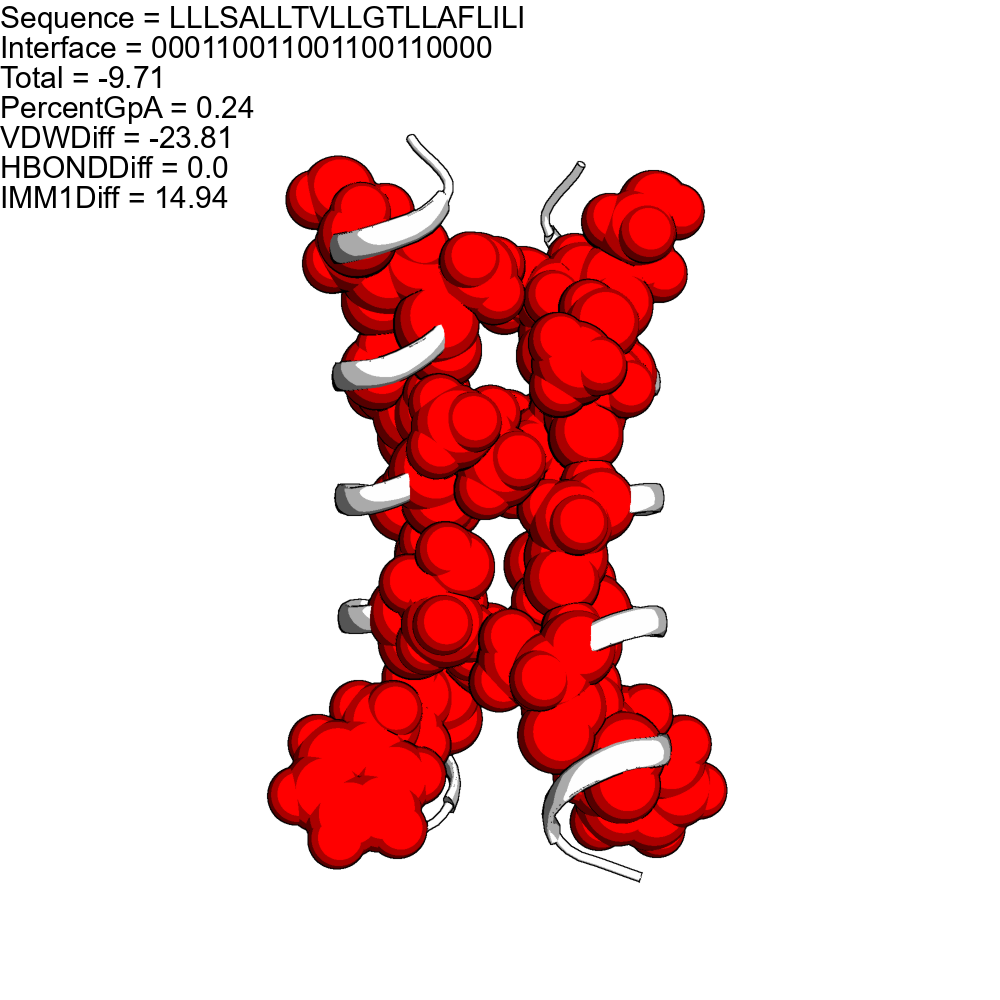 Sequence = LLLSALLTVLLGTLLAFLILI
Interface = 000110011001100110000
Total = -9.71
PercentGpA = 0.24
VDWDiff = -23.81
HBONDDiff = 0.0
IMM1Diff = 14.94